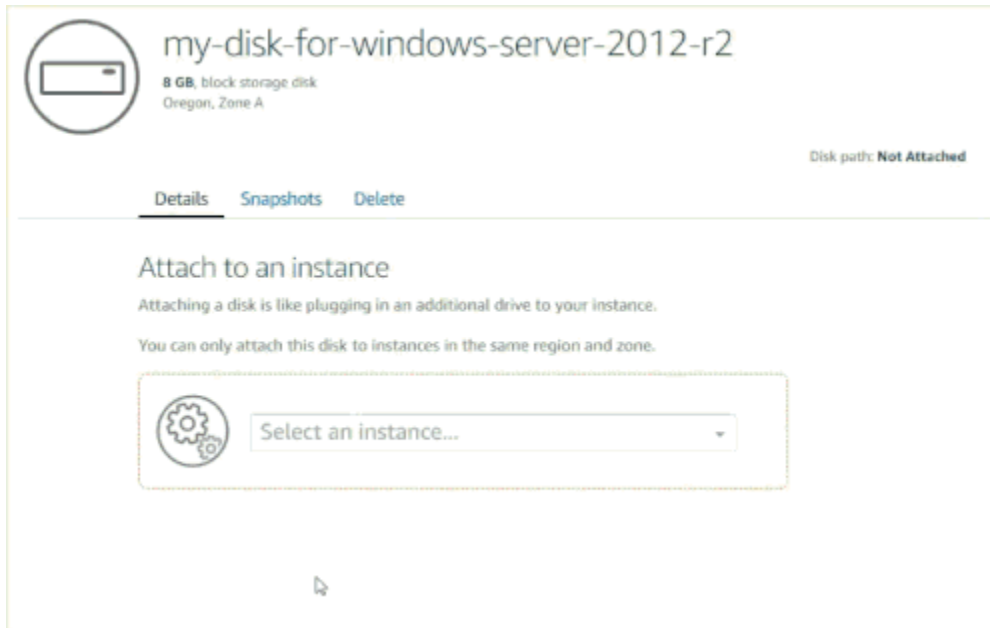 my-disk-for-windows-server-2012-r2
8 GB, block storage disk
Oregon, Zone A
Disk path: Not Attached
Details Snapshots Delete
Attach to an instance
Attaching a disk is like plugging in an additional drive to your instance.
You can only attach this disk to instances in the same region and zone.
Select an instance...